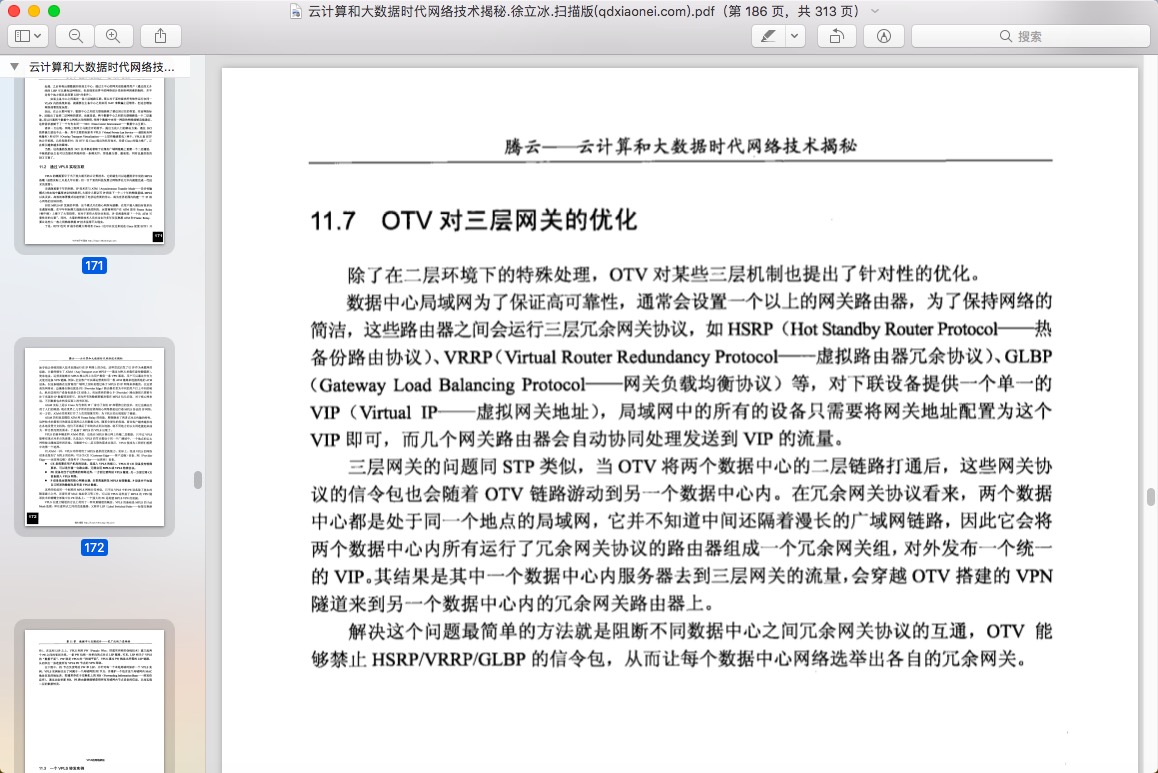 云计算和大数据时代网络技术揭秘.徐立冰.扫描版(qdxiaonei.com).pdf（第 186 页，共 313 页）
搜索
云计算和大数据时代网络技术揭秘...
171
172
11.2 通过 VPLS 实现互联
腾云——云计算和大数据时代网络技术揭秘
11.7 OTV 对三层网关的优化
除了在二层环境下的特殊处理，OTV 对某些三层机制也提出了针对性的优化。
数据中心局域网为了保证高可靠性，通常会设置一个以上的网关路由器，为了保持网络的
简洁，这些路由器之间会运行三层冗余网关协议，如 HSRP（Hot Standby Router Protocol——热
备份路由协议）、VRRP（Virtual Router Redundancy Protocol——虚拟路由器冗余协议）、GLBP
（Gateway Load Balancing Protocol——网关负载均衡协议）等，对下联设备提供一个单一的
VIP（Virtual IP——虚拟网关地址），局域网中的所有的设备只需要将网关地址配置为这个
VIP 即可，而几个网关路由器会自动协同处理发送到 VIP 的流量。
三层网关的问题同 STP 类似，当 OTV 将两个数据中心的二层链路打通后，这些网关协
议的信令包也会随着 OTV 链路游动到另一个数据中心内。在冗余网关协议看来，两个数据
中心都是处于同一个地点的局域网，它并不知道中间还隔着漫长的广域网链路，因此它会将
两个数据中心内所有运行了冗余网关协议的路由器组成一个冗余网关组，对外发布一个统一
的 VIP。其结果是其中一个数据中心内服务器去到三层网关的流量，会穿越 OTV 搭建的 VPN
隧道来到另一个数据中心内的冗余网关路由器上。
解决这个问题最简单的方法就是阻断不同数据中心之间冗余网关协议的互通，OTV 能
够禁止 HSRP/VRRP/GLBP 的信令包，从而让每个数据中心网络选举出各自的冗余网关。